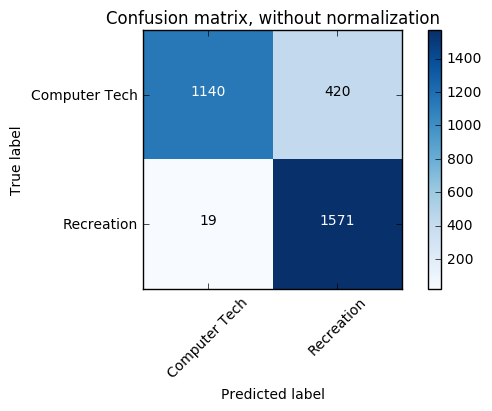 Confusion matrix, without normalization
True label
Computer Tech
Recreation
1140
420
19
1571
Computer Tech
Recreation
Predicted label
1400
1200
1000
800
600
400
200